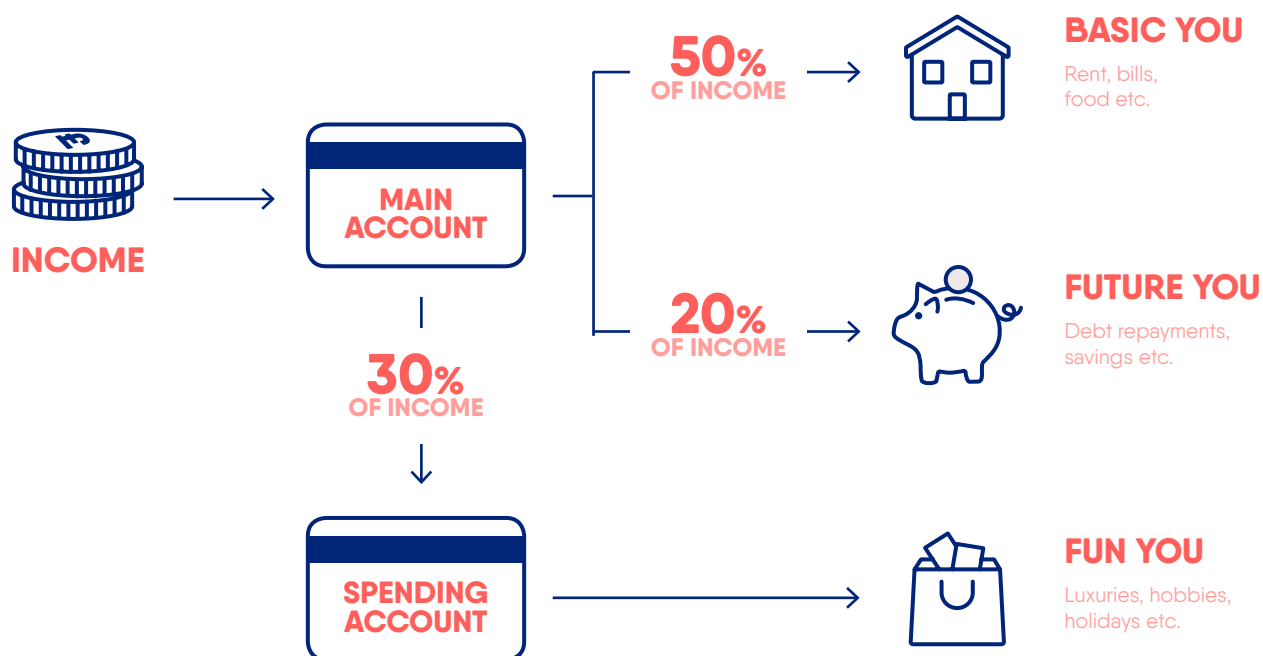 £
INCOME
MAIN
ACCOUNT
50%
OF INCOME
BASIC YOU
Rent, bills,
food etc.
20%
OF INCOME
FUTURE YOU
Debt repayments,
savings etc.
30%
OF INCOME
SPENDING
ACCOUNT
FUN YOU
Luxuries, hobbies,
holidays etc.